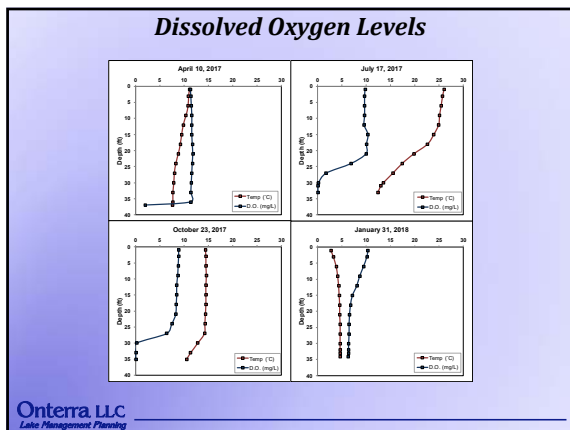 Dissolved Oxygen Levels
April 10, 2017
0 5 10 15 20 25 30
0
5
10
15
20
25
30
35
40
Depth (ft)
Temp (˚C)
D.O. (mg/L)
July 17, 2017
0 5 10 15 20 25 30
0
5
10
15
20
25
30
35
40
Depth (ft)
Temp (˚C)
D.O. (mg/L)
October 23, 2017
0 5 10 15 20 25 30
0
5
10
15
20
25
30
35
40
Depth (ft)
Temp (˚C)
D.O. (mg/L)
January 31, 2018
0 5 10 15 20 25 30
0
5
10
15
20
25
30
35
40
Depth (ft)
Temp (˚C)
D.O. (mg/L)
Onterra, LLC
Lake Management Planning